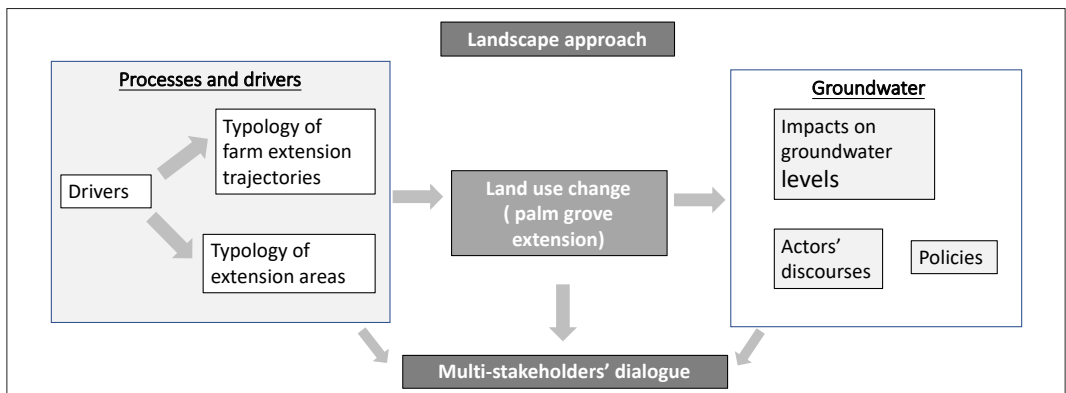 Landscape approach
Processes and drivers
Typology of
farm extension
trajectories
Drivers
Typology of
extension areas
Land use change
( palm grove
extension)
Groundwater
Impacts on
groundwater
levels
Actors’
discourses
Policies
Multi-stakeholders’ dialogue